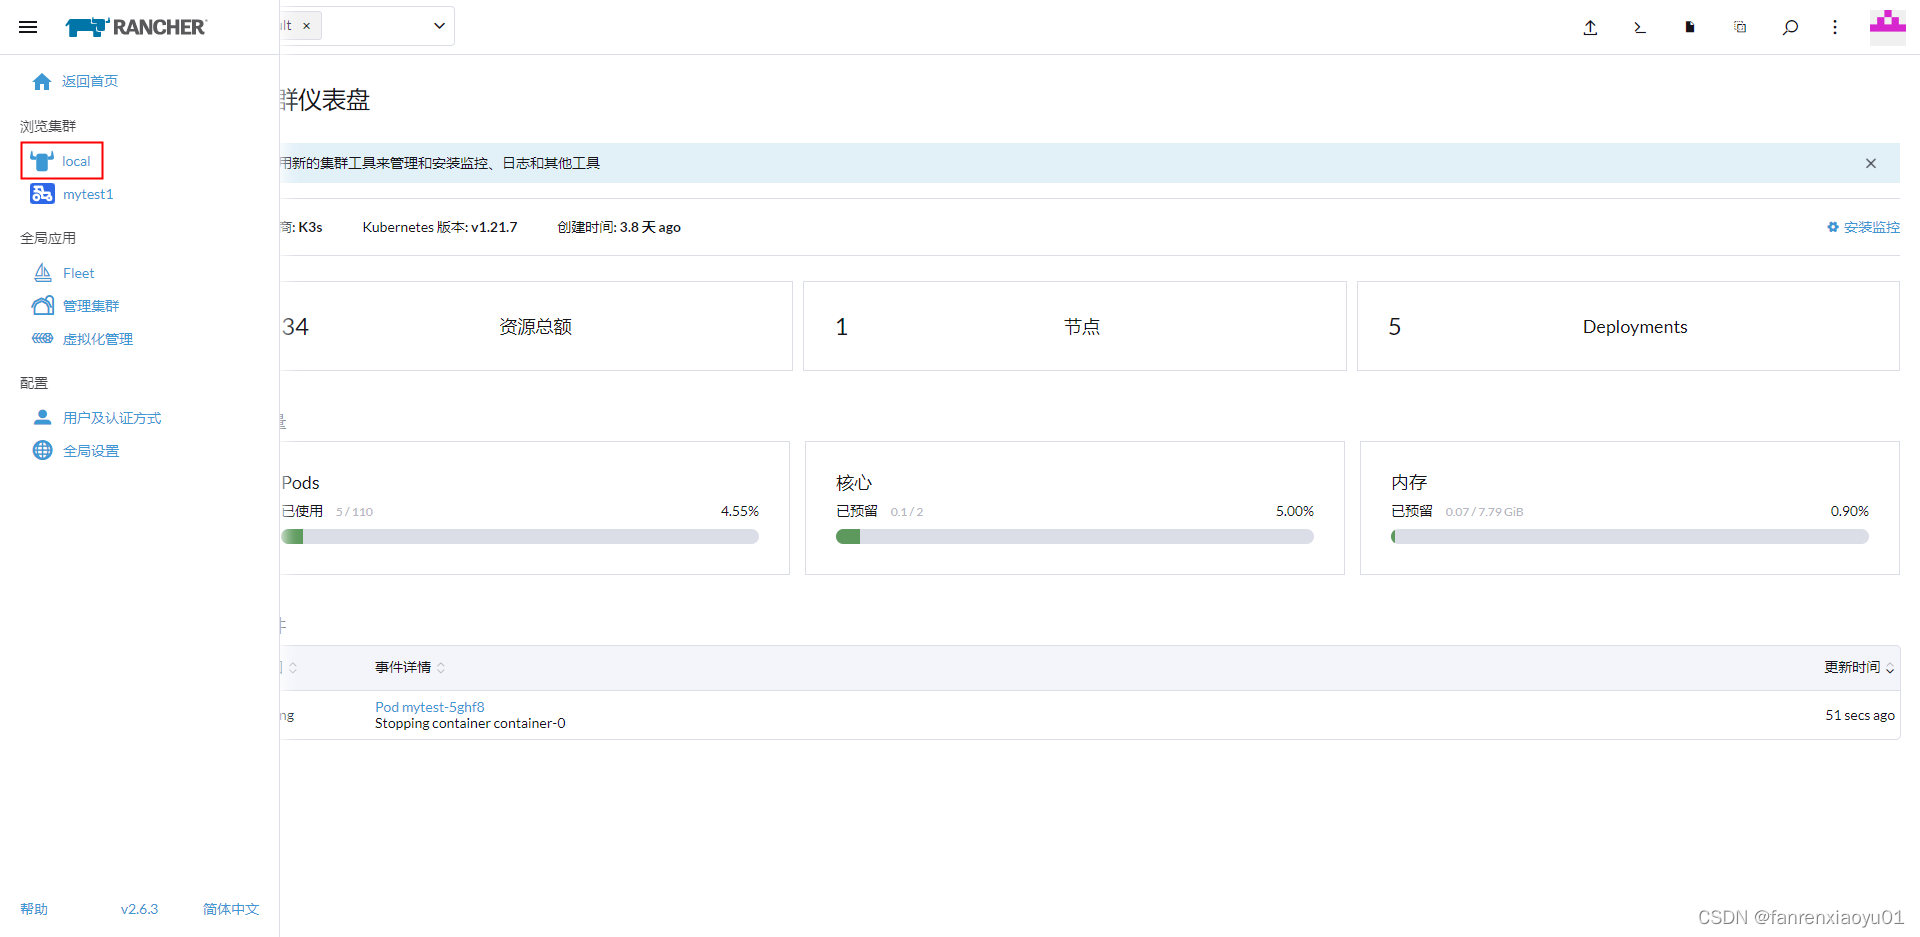 RANCHER
返回首页
浏览集群
local
mytest1
全局应用
Fleet
管理集群
虚拟化管理
配置
用户及认证方式
全局设置
帮助 v2.6.3 简体中文
lt ×
群仪表盘
用新的集群工具来管理和安装监控、日志和其他工具
商: K3s Kubernetes 版本: v1.21.7 创建时间: 3.8 天 ago 安装监控
34 资源总额 1 节点 5 Deployments
量
Pods 核心 内存
已使用 5 / 110 4.55% 已预留 0.1 / 2 5.00% 已预留 0.07 / 7.79 GiB 0.90%
件
事件详情 更新时间
ng Pod mytest-5ghf8 51 secs ago
Stopping container container-0
CSDN @fanrenxiaoyu01